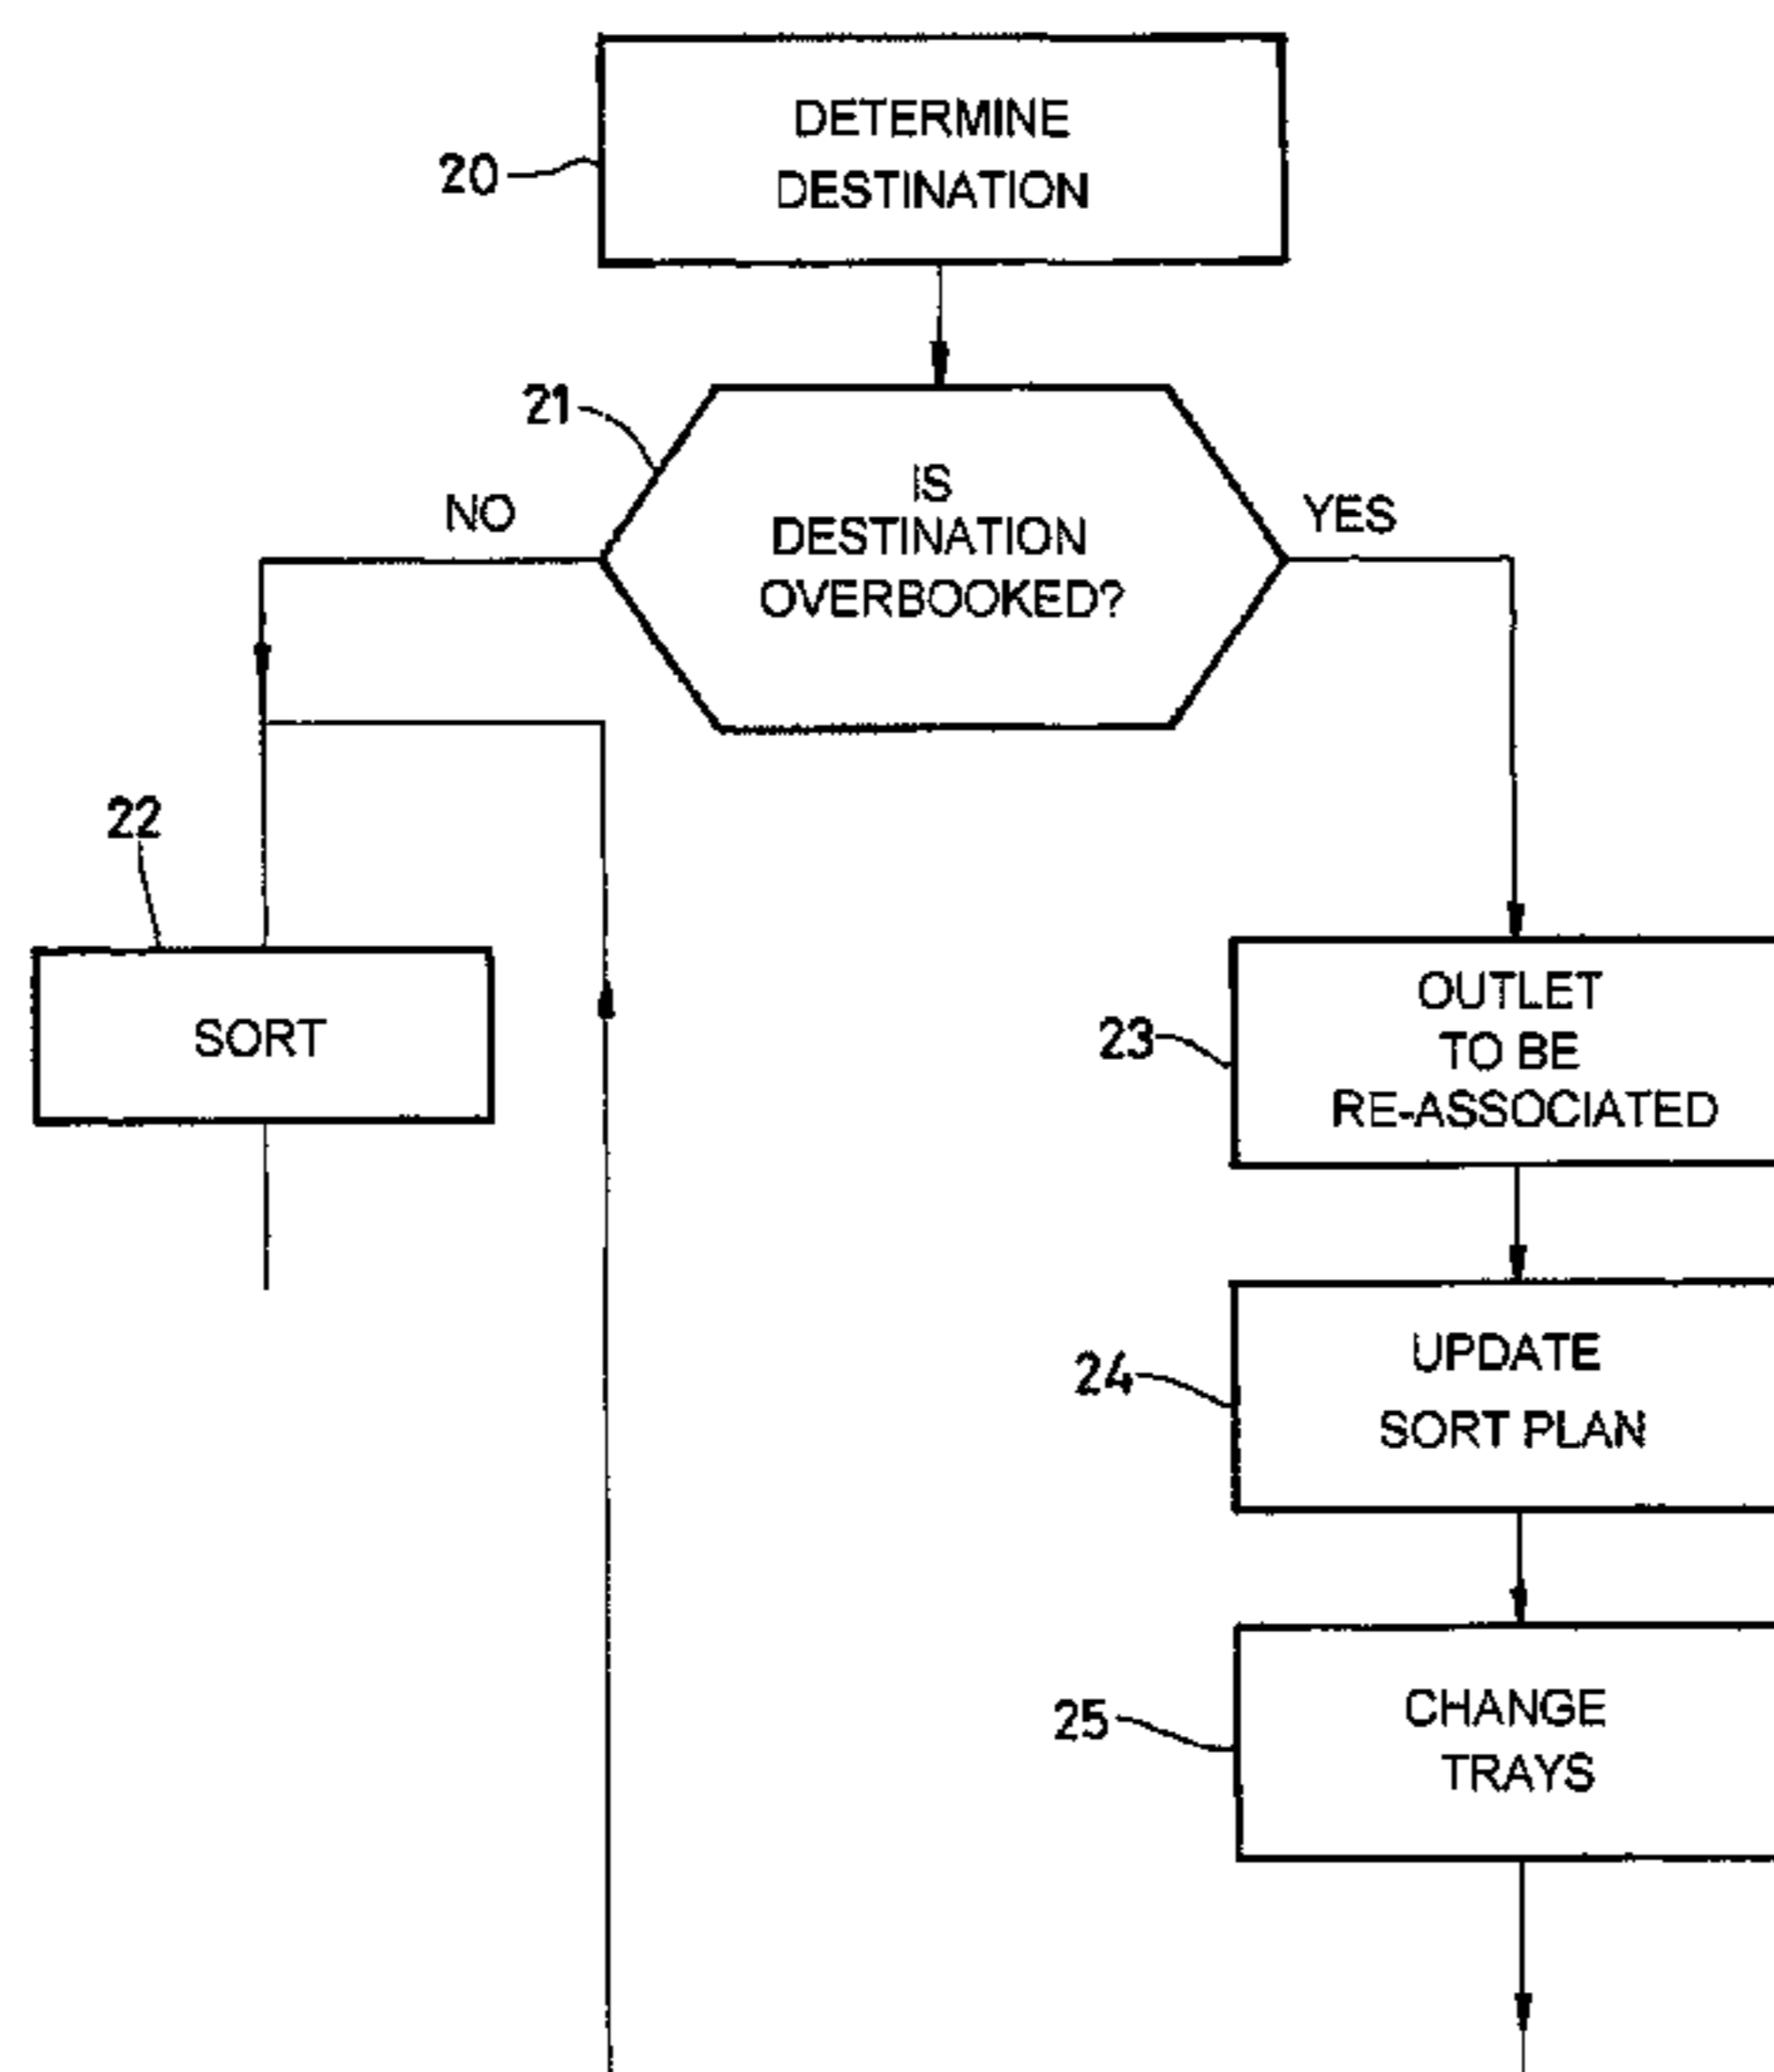 DETERMINE
DESTINATION
20
21
IS
DESTINATION
OVERBOOKED?
NO
YES
22
SORT
23
OUTLET
TO BE
RE-ASSOCIATED
24
UPDATE
SORT PLAN
25
CHANGE
TRAYS